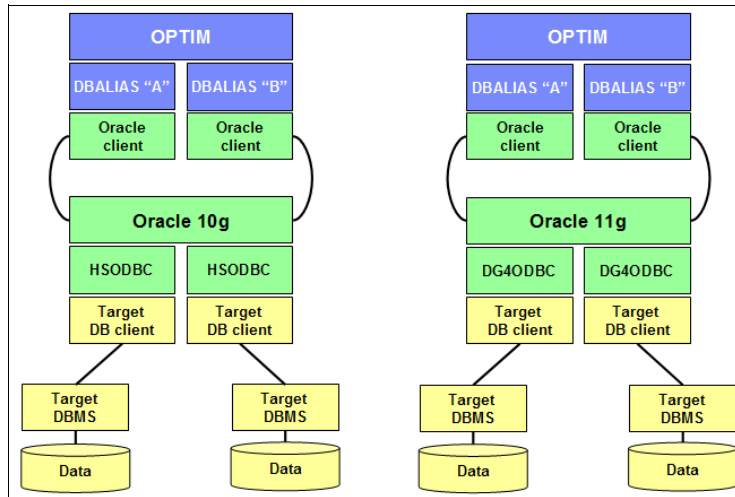 OPTIM
DBALIAS “A”
DBALIAS “B”
Oracle
client
Oracle
client
Oracle 10g
HSODBC
HSODBC
Target
DB client
Target
DB client
Target
DBMS
Target
DBMS
Data
Data
OPTIM
DBALIAS “A”
DBALIAS “B”
Oracle
client
Oracle
client
Oracle 11g
DG4ODBC
DG4ODBC
Target
DB client
Target
DB client
Target
DBMS
Target
DBMS
Data
Data